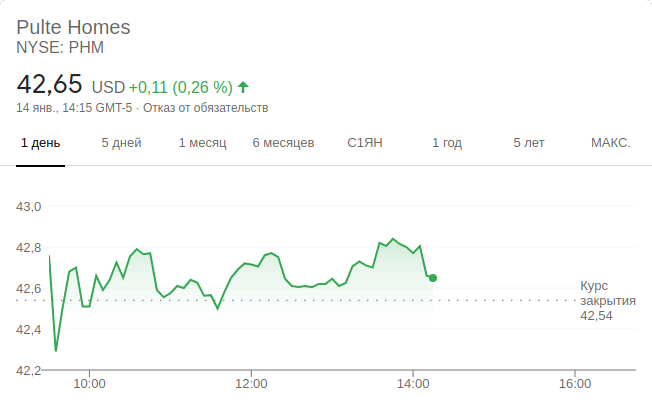 Pulte Homes
NYSE: PHM
42,65 USD +0,11 (0,26 %)
14 янв., 14:15 GMT-5 · Отказ от обязательств
1 день 5 дней 1 месяц 6 месяцев С1ЯН 1 год 5 лет МАКС.
43,0
42,8
42,6
42,4
42,2
Курс
закрытия
42,54
10:00 12:00 14:00 16:00